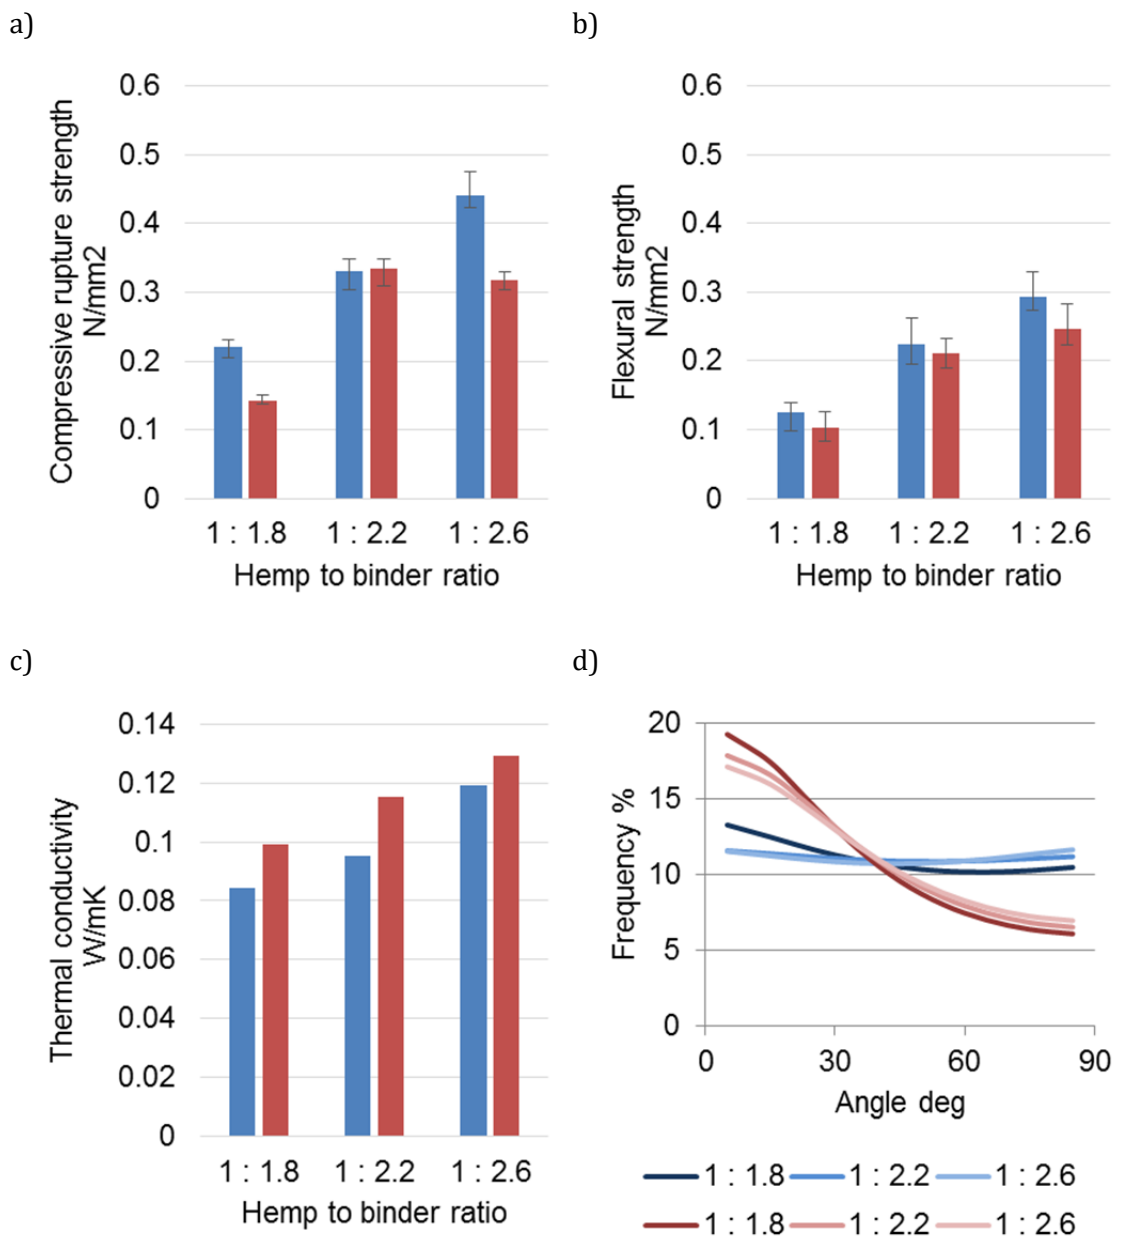 a)
Compressive rupture strength
N/mm2
0.6
0.5
0.4
0.3
0.2
0.1
0
1 : 1.8
1 : 2.2
1 : 2.6
Hemp to binder ratio
b)
Flexural strength
N/mm2
0.6
0.5
0.4
0.3
0.2
0.1
0
1 : 1.8
1 : 2.2
1 : 2.6
Hemp to binder ratio
c)
Thermal conductivity
W/mK
0.14
0.12
0.1
0.08
0.06
0.04
0.02
0
1 : 1.8
1 : 2.2
1 : 2.6
Hemp to binder ratio
d)
Frequency %
20
15
10
5
0
0
30
60
90
Angle deg
1 : 1.8
1 : 2.2
1 : 2.6
1 : 1.8
1 : 2.2
1 : 2.6